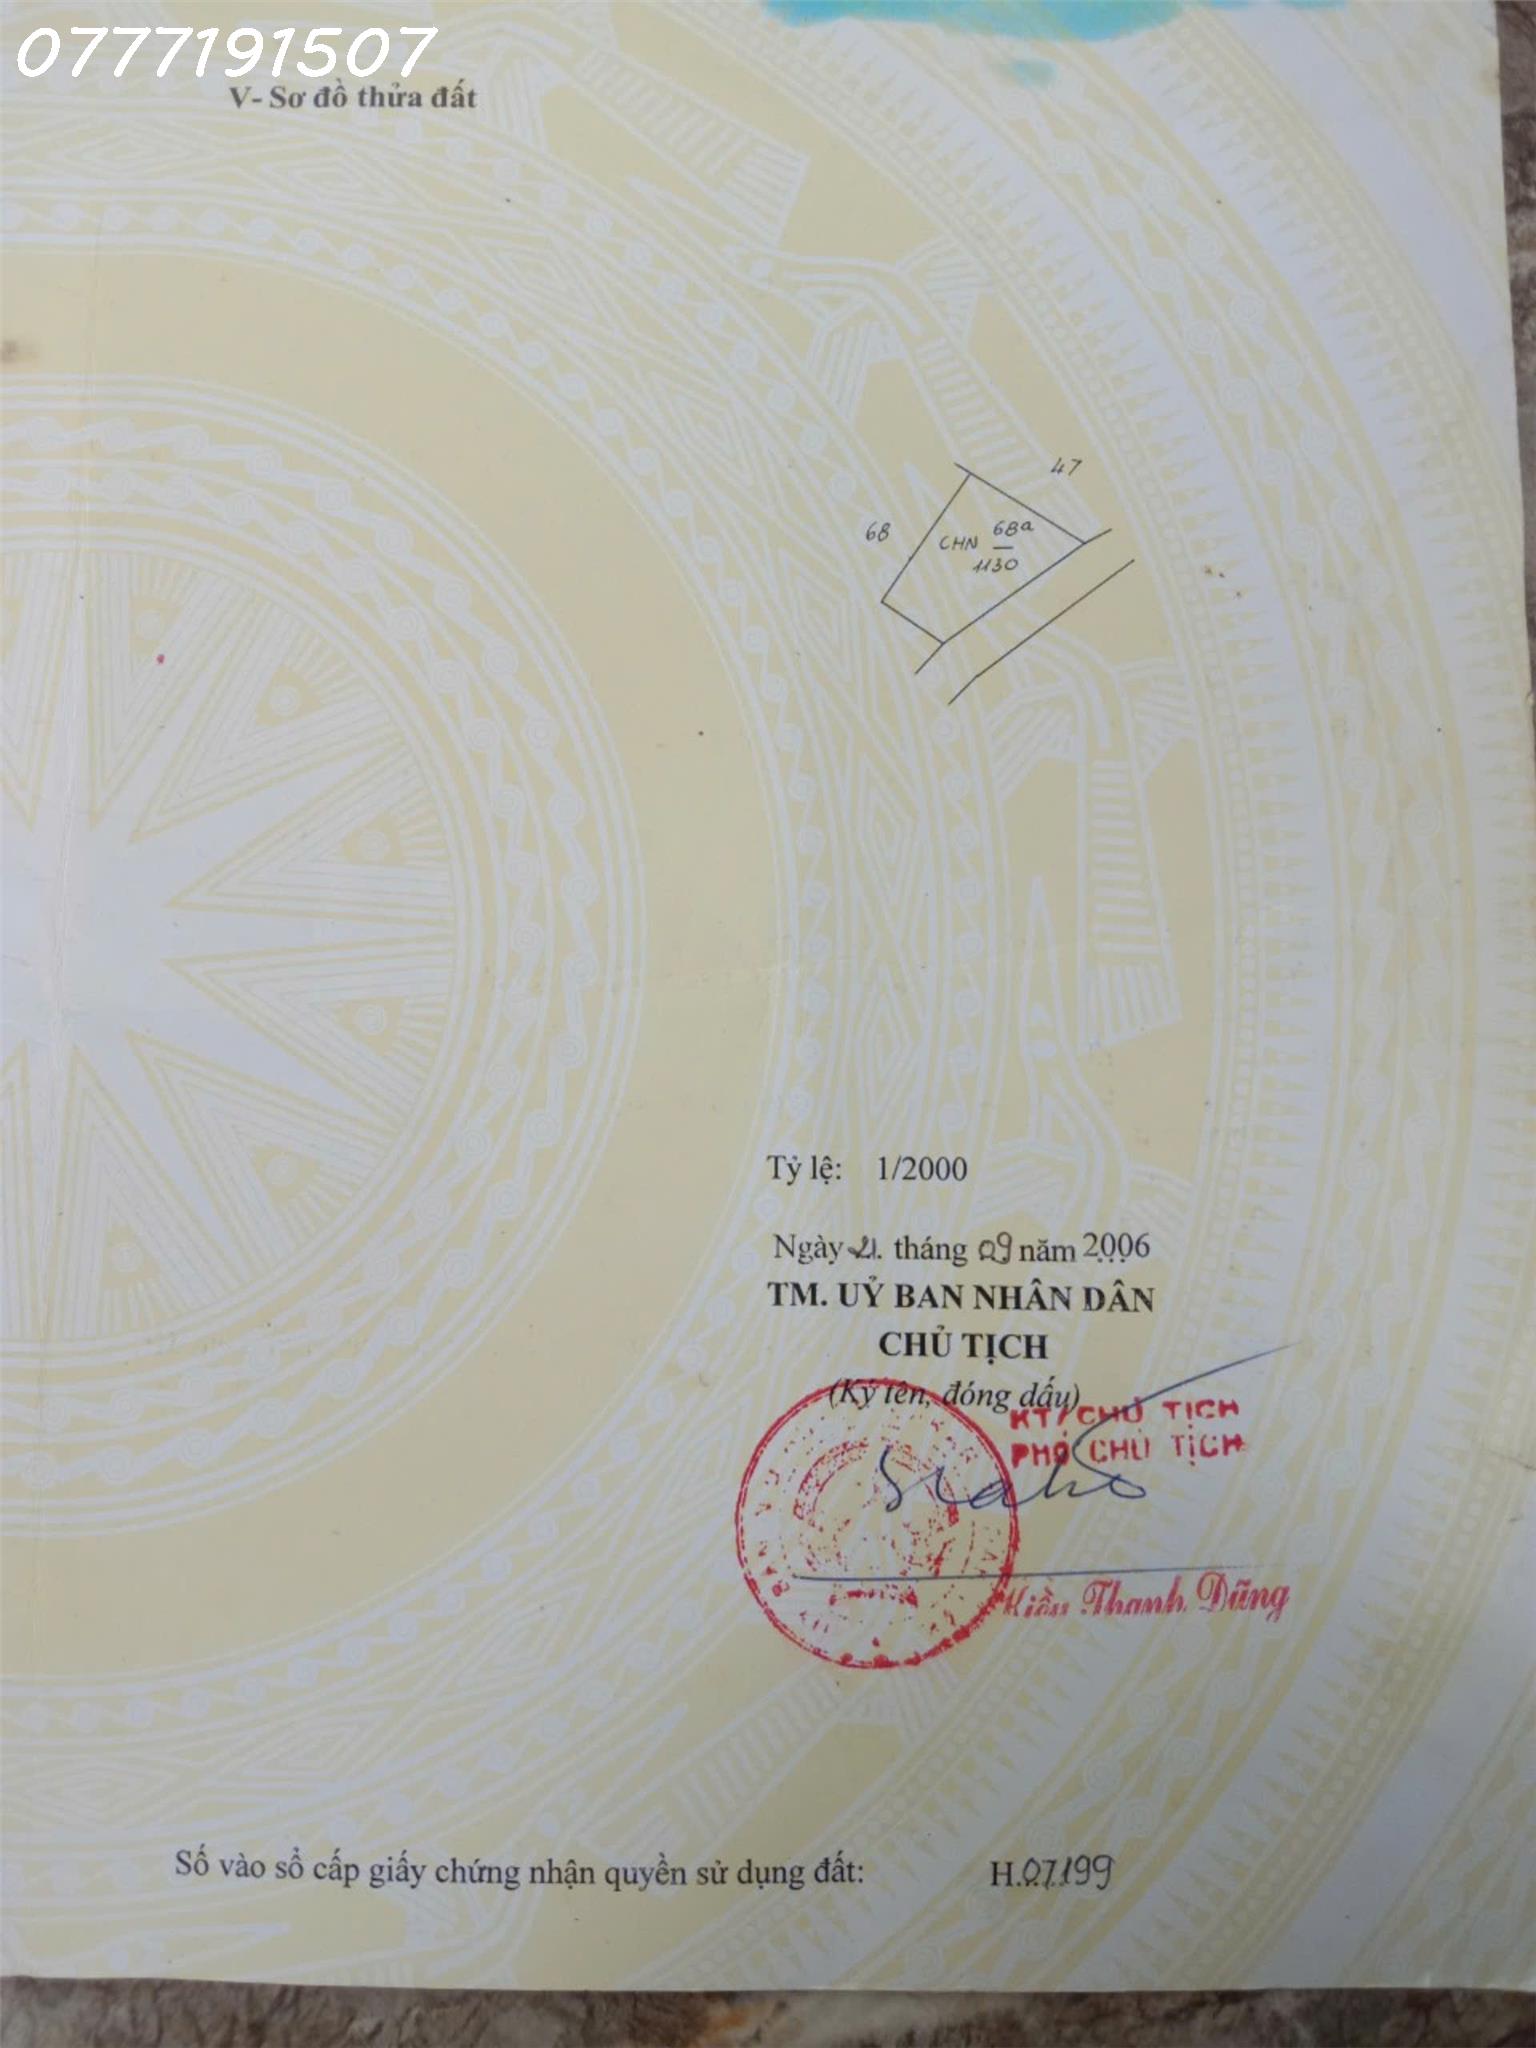 0777191507
V- Sơ đồ thửa đất
47
68
CHN 68a
1130
Tỷ lệ: 1/2000
Ngày 21. tháng 09 năm 2006
TM. UỶ BAN NHÂN DÂN
CHỦ TỊCH
(Ký tên, đóng dấu)
KT/CHỦ TỊCH
PHÓ CHỦ TỊCH
Kiều Thanh Dũng
Số vào sổ cấp giấy chứng nhận quyền sử dụng đất: H.07199